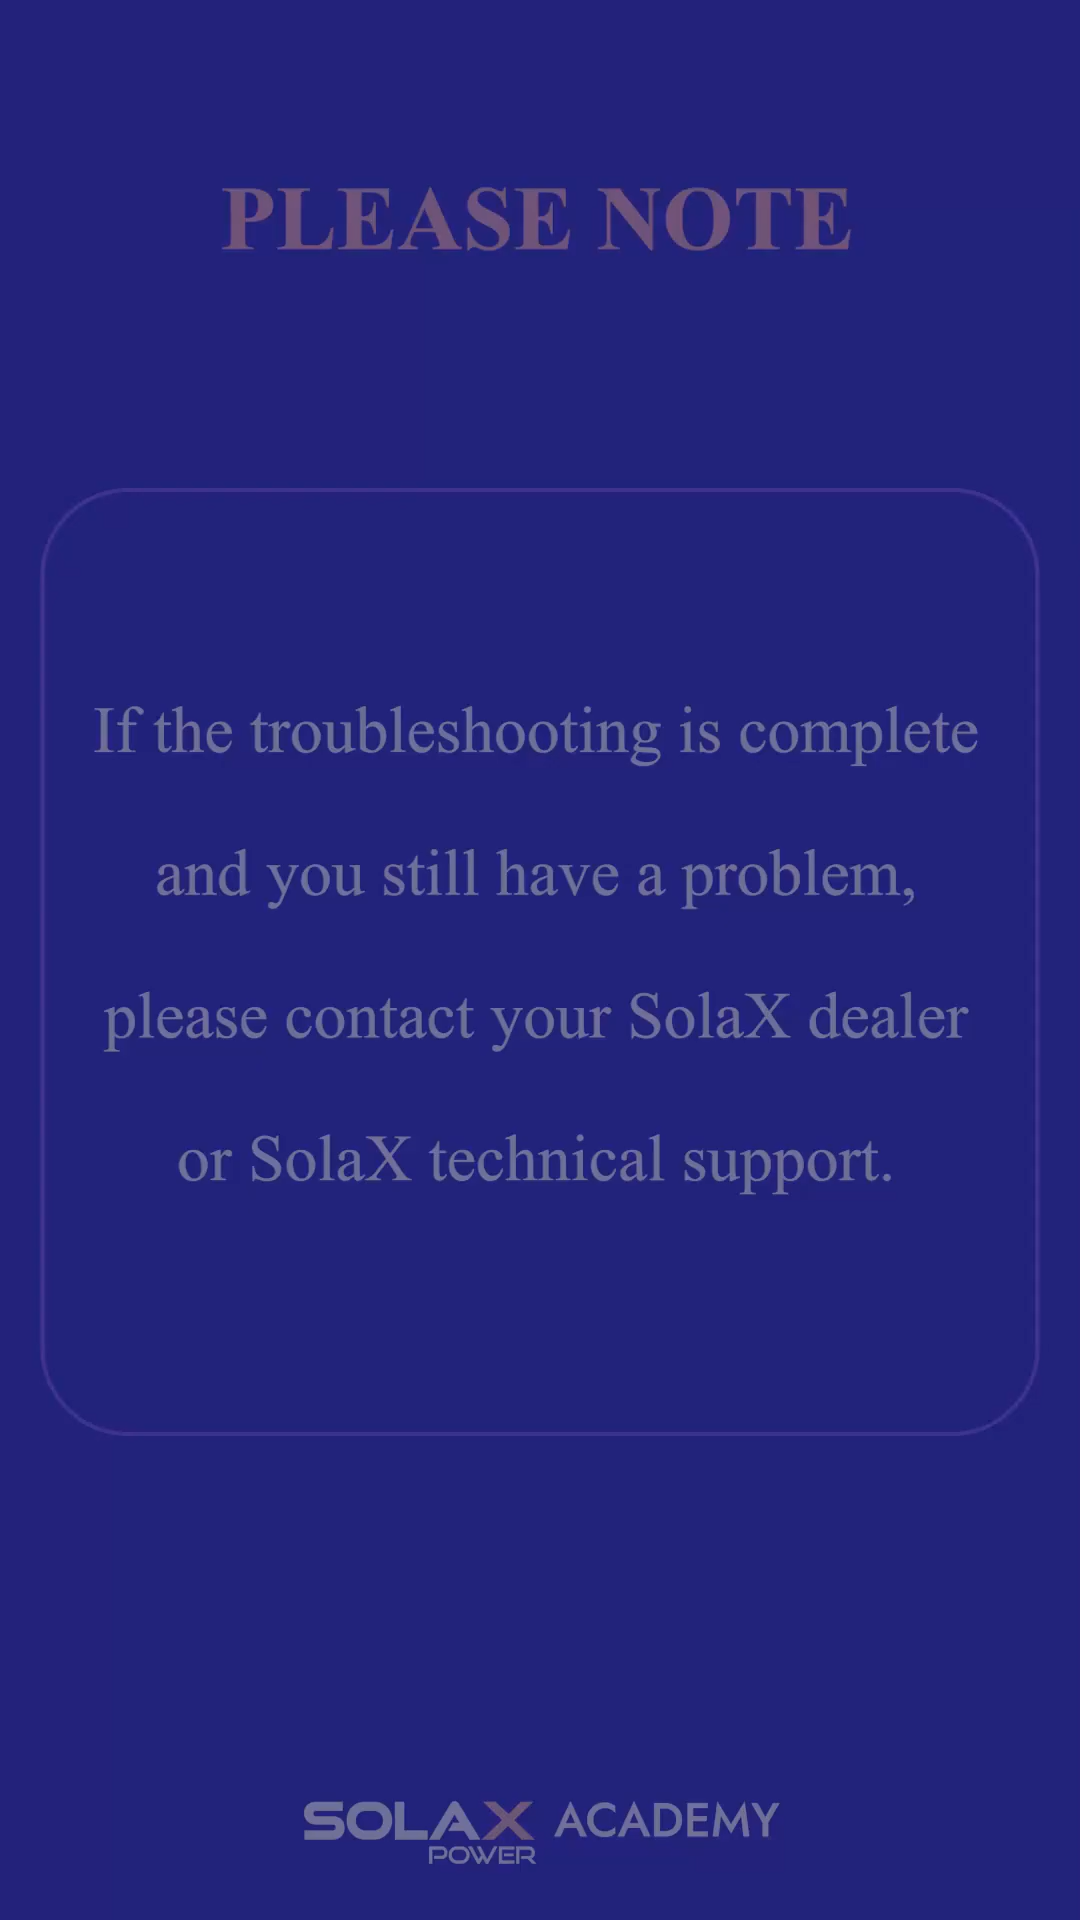 PLEASE NOTE
If the troubleshooting is complete
and you still have a problem,
please contact your SolaX dealer
or SolaX technical support.
SOLAX POWER ACADEMY